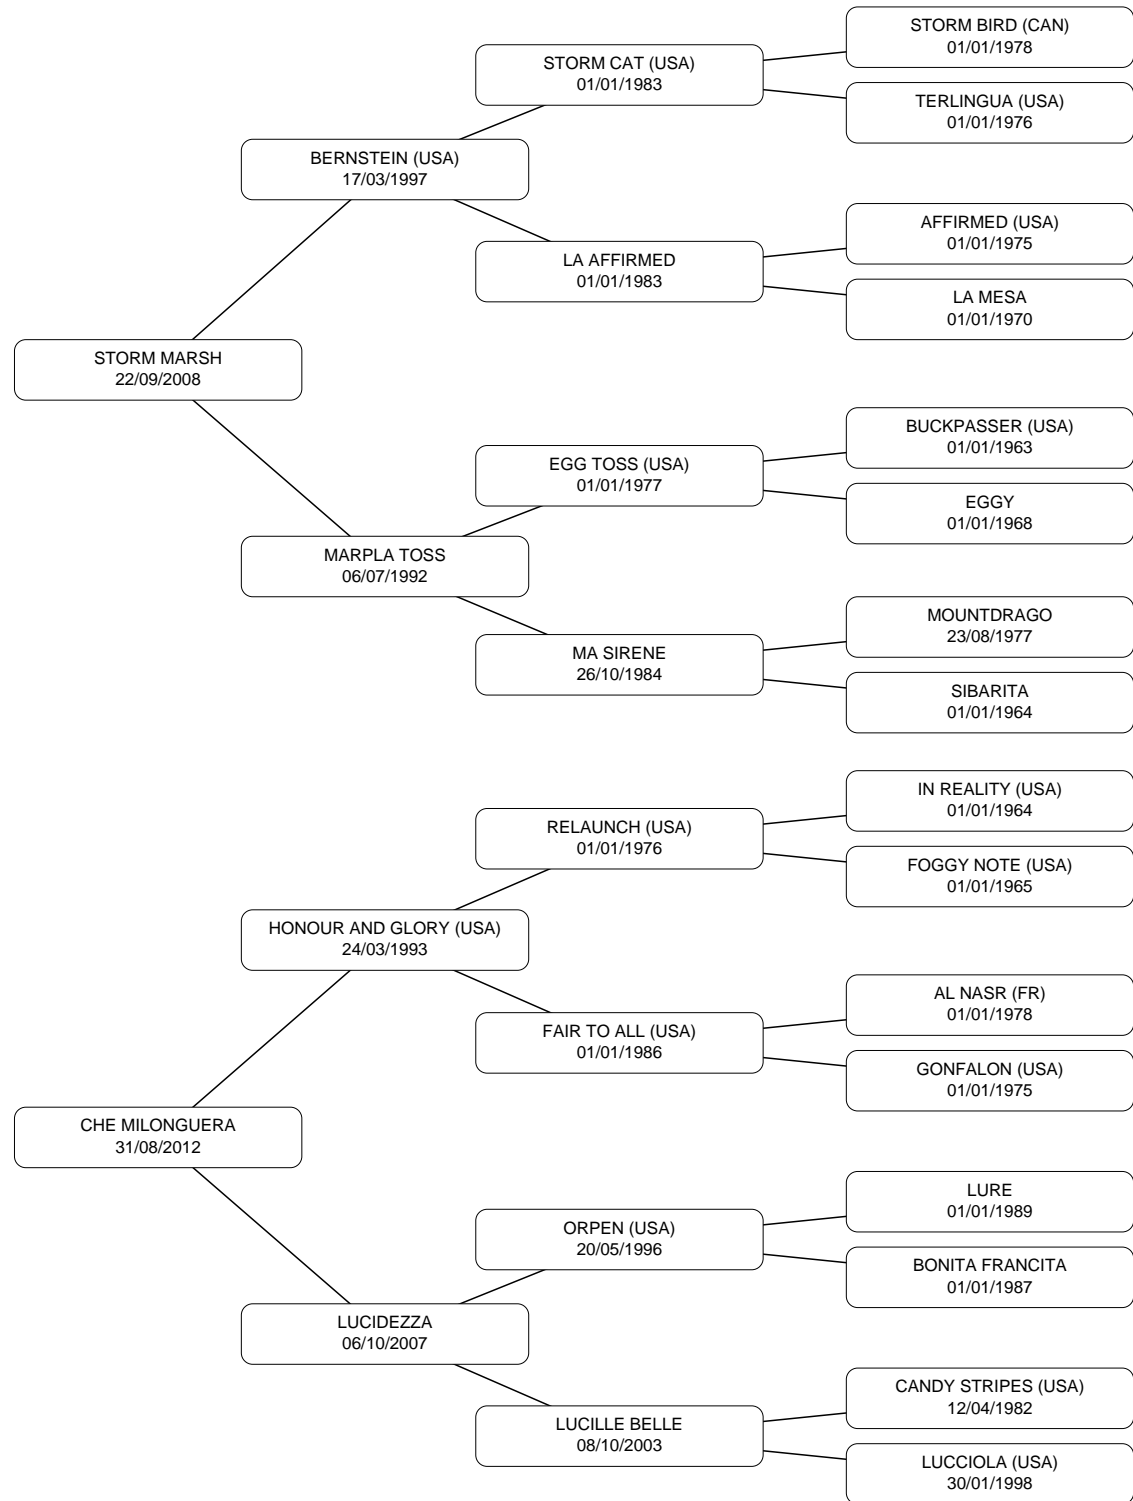 STORM BIRD (CAN)
01/01/1978
STORM CAT (USA)
01/01/1983
TERLINGUA (USA)
01/01/1976
BERNSTEIN (USA)
17/03/1997
AFFIRMED (USA)
01/01/1975
LA AFFIRMED
01/01/1983
LA MESA
01/01/1970
STORM MARSH
22/09/2008
BUCKPASSER (USA)
01/01/1963
EGG TOSS (USA)
01/01/1977
EGGY
01/01/1968
MARPLA TOSS
06/07/1992
MOUNTDRAGO
23/08/1977
MA SIRENE
26/10/1984
SIBARITA
01/01/1964
IN REALITY (USA)
01/01/1964
RELAUNCH (USA)
01/01/1976
FOGGY NOTE (USA)
01/01/1965
HONOUR AND GLORY (USA)
24/03/1993
AL NASR (FR)
01/01/1978
FAIR TO ALL (USA)
01/01/1986
GONFALON (USA)
01/01/1975
CHE MILONGUERA
31/08/2012
LURE
01/01/1989
ORPEN (USA)
20/05/1996
BONITA FRANCITA
01/01/1987
LUCIDEZZA
06/10/2007
CANDY STRIPES (USA)
12/04/1982
LUCILLE BELLE
08/10/2003
LUCCIOLA (USA)
30/01/1998